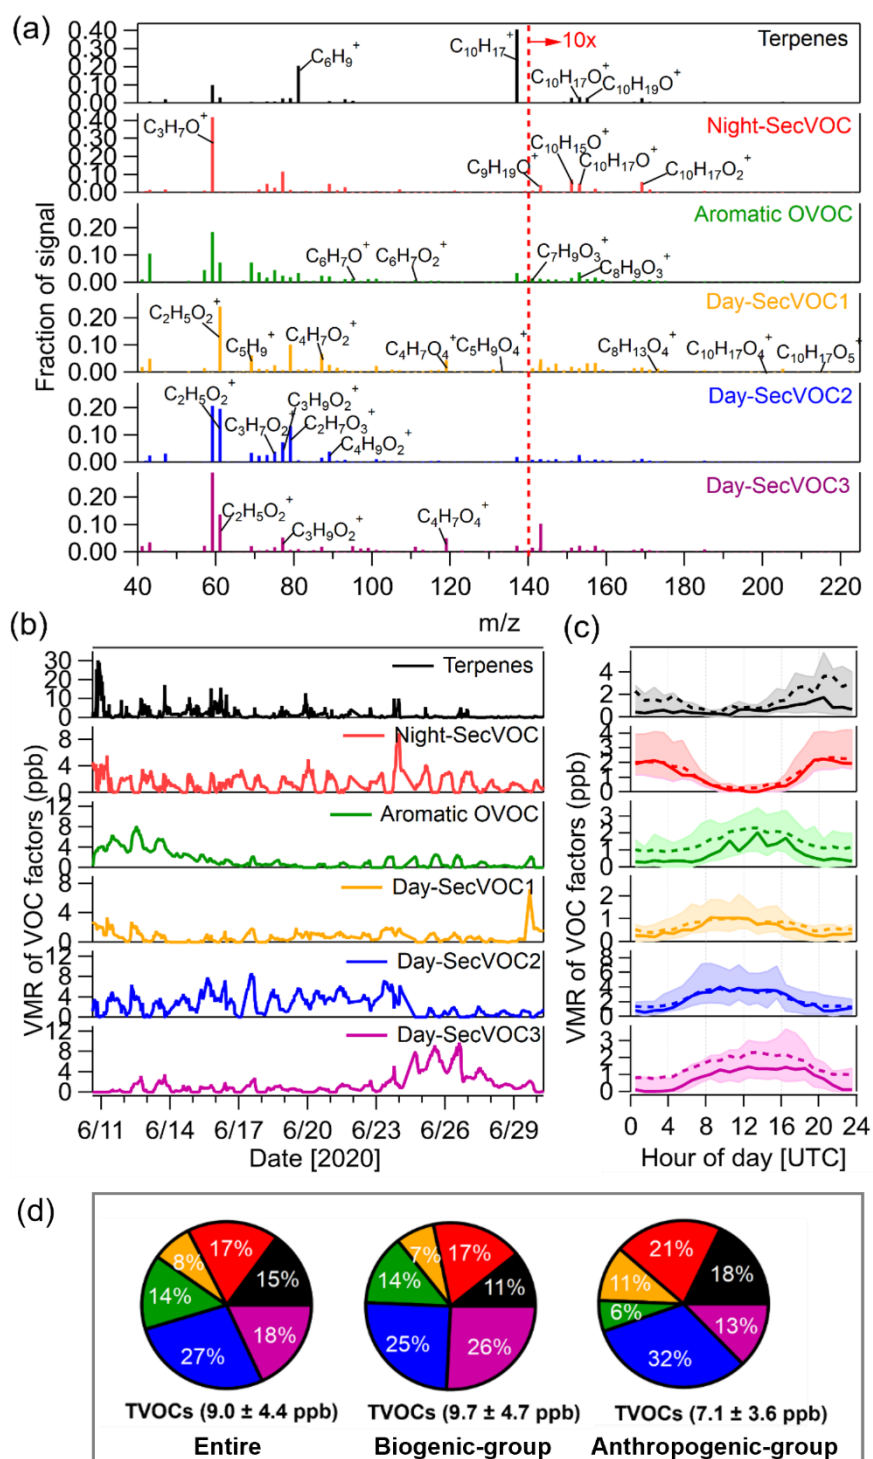 (a)
Fraction of signal
0.40
0.30
0.20
0.10
0.00
C6H9+
C10H17+
10x
Terpenes
C10H17O+
C10H19O+
0.40
0.30
0.20
0.10
0.00
C3H7O+
Night-SecVOC
C10H15O+
C9H19O+
C10H17O+
C10H17O2+
0.20
0.10
0.00
Aromatic OVOC
C6H7O+
C6H7O2+
C7H9O3+
C8H9O3+
0.20
0.10
0.00
Day-SecVOC1
C2H5O2+
C5H9+
C4H7O2+
C4H7O4+
C5H9O4+
C8H13O4+
C10H17O4+
C10H17O5+
0.20
0.10
0.00
Day-SecVOC2
C2H5O2+
C3H7O2+
C3H9O2+
C2H7O3+
C4H9O2+
0.20
0.10
0.00
Day-SecVOC3
C2H5O2+
C3H9O2+
C4H7O4+
40 60 80 100 120 140 160 180 200 220
m/z
(b)
VMR of VOC factors (ppb)
30
20
10
0
Terpenes
8
4
0
Night-SecVOC
12
8
4
0
Aromatic OVOC
8
4
0
Day-SecVOC1
12
8
4
0
Day-SecVOC2
12
8
4
0
Day-SecVOC3
6/11 6/14 6/17 6/20 6/23 6/26 6/29
Date [2020]
(c)
VMR of VOC factors (ppb)
4
2
0
4
3
2
1
0
3
2
1
0
2
1
0
8
6
4
2
0
3
2
1
0
0 4 8 12 16 20 24
Hour of day [UTC]
(d)
17%
15%
18%
27%
14%
8%
TVOCs (9.0 ± 4.4 ppb)
Entire
17%
11%
26%
25%
14%
7%
TVOCs (9.7 ± 4.7 ppb)
Biogenic-group
21%
18%
13%
32%
6%
11%
TVOCs (7.1 ± 3.6 ppb)
Anthropogenic-group